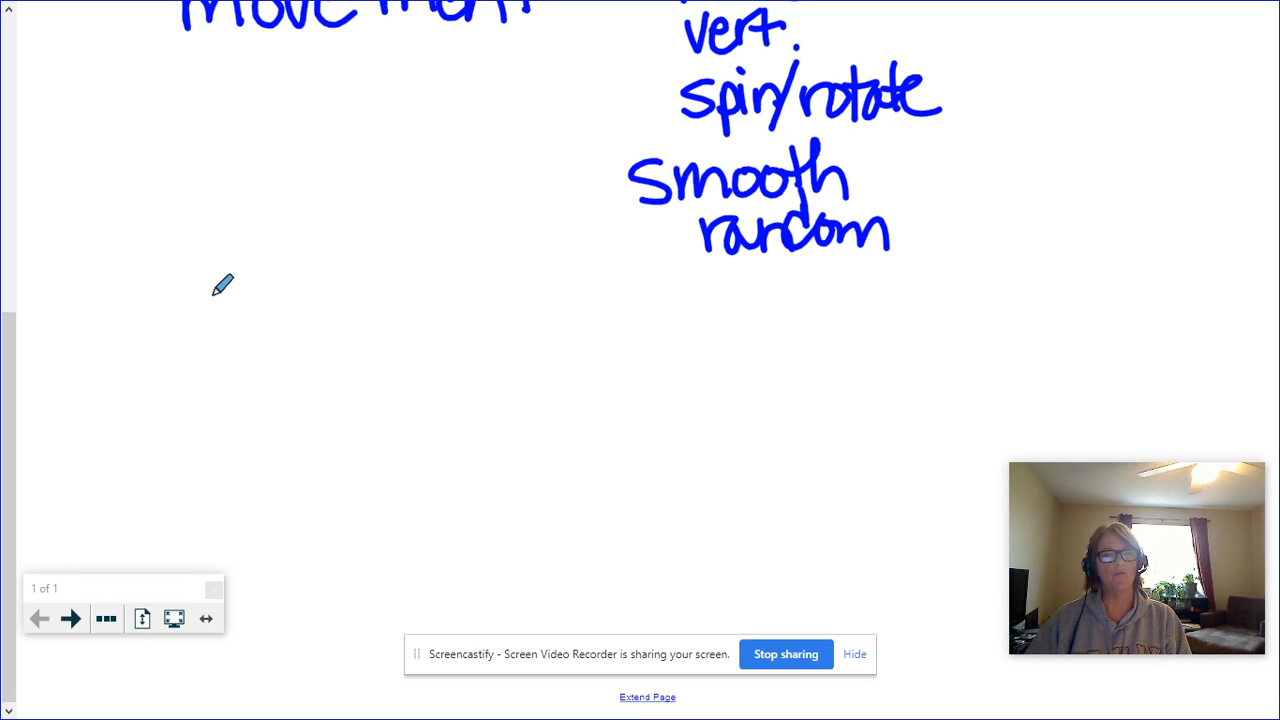 movement
vert.
spin/rotate
smooth
random
1 of 1
Screencastify - Screen Video Recorder is sharing your screen.
Stop sharing
Hide
Extend Page